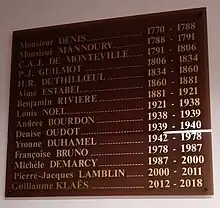 Monsieur DENIS 1770 - 1788
Monsieur MANNOURY 1788 - 1791
C.A.J. DE MONTEVILLE 1791 - 1806
P.J. GUILMOT 1806 - 1834
H.R. DUTHILLŒUL 1834 - 1860
Aimé ESTABEL 1860 - 1881
Benjamin RIVIERE 1881 - 1921
Louis NOEL 1921 - 1938
Andrée BOURDON 1938 - 1939
Denise OUDOT 1939 - 1940
Yvonne DUHAMEL 1942 - 1978
Françoise BRUNO 1978 - 1987
Michèle DEMARCY 1987 - 2000
Pierre-Jacques LAMBLIN 2000 - 2011
Guillaume KLAËS 2012 - 2018